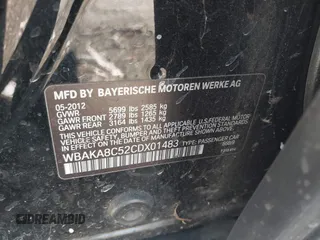 MFD BY BAYERISCHE MOTOREN WERKE AG
05-2012
GVWR 5699 lbs 2585 kg
GAWR FRONT 2789 lbs 1265 kg
GAWR REAR 3164 lbs 1435 kg
THIS VEHICLE CONFORMS TO ALL APPLICABLE U.S. FEDERAL MOTOR
VEHICLE SAFETY, BUMPER, AND THEFT PREVENTION STANDARDS
IN EFFECT ON THE DATE OF MANUFACTURE SHOWN ABOVE.
WBAKA8C52CDX01483 TYPE: PASSENGER CAR
DREAMBID